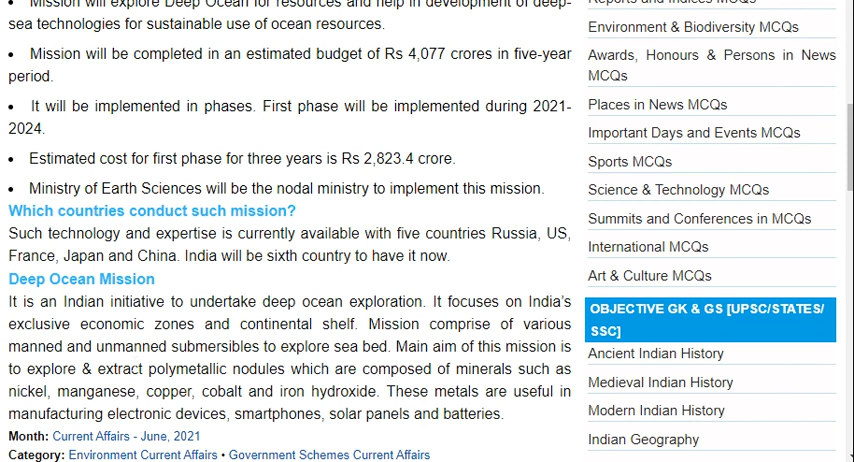 • Mission will explore Deep Ocean for resources and help in development of deep-
sea technologies for sustainable use of ocean resources.
• Mission will be completed in an estimated budget of Rs 4,077 crores in five-year
period.
• It will be implemented in phases. First phase will be implemented during 2021-
2024.
• Estimated cost for first phase for three years is Rs 2,823.4 crore.
• Ministry of Earth Sciences will be the nodal ministry to implement this mission.
Which countries conduct such mission?
Such technology and expertise is currently available with five countries Russia, US,
France, Japan and China. India will be sixth country to have it now.
Deep Ocean Mission
It is an Indian initiative to undertake deep ocean exploration. It focuses on India's
exclusive economic zones and continental shelf. Mission comprise of various
manned and unmanned submersibles to explore sea bed. Main aim of this mission is
to explore & extract polymetallic nodules which are composed of minerals such as
nickel, manganese, copper, cobalt and iron hydroxide. These metals are useful in
manufacturing electronic devices, smartphones, solar panels and batteries.
Month: Current Affairs - June, 2021
Category: Environment Current Affairs • Government Schemes Current Affairs
Reports and Indices MCQs
Environment & Biodiversity MCQs
Awards, Honours & Persons in News
MCQs
Places in News MCQs
Important Days and Events MCQs
Sports MCQs
Science & Technology MCQs
Summits and Conferences in MCQs
International MCQs
Art & Culture MCQs
OBJECTIVE GK & GS [UPSC/STATES/
SSC]
Ancient Indian History
Medieval Indian History
Modern Indian History
Indian Geography